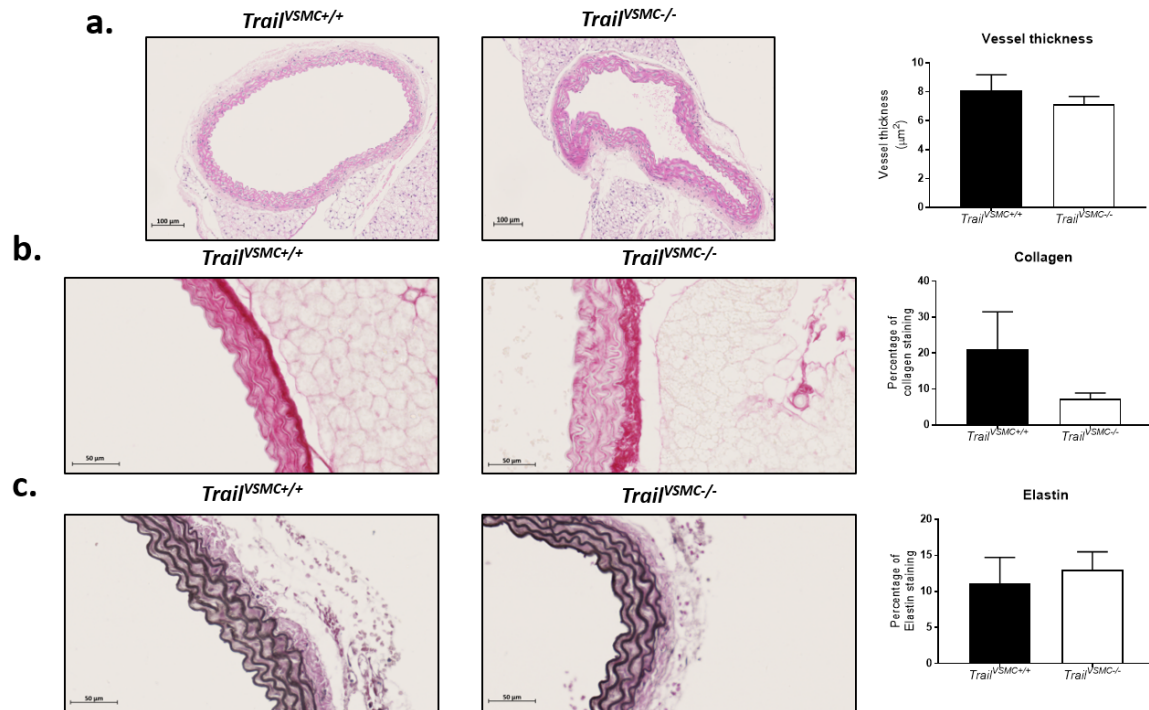 a.
Trail^VSMC+/+
Trail^VSMC-/-
100 µm
100 µm
Vessel thickness
Vessel thickness
(µm²)
10
8
6
4
2
0
Trail^VSMC+/+
Trail^VSMC-/-
b.
Trail^VSMC+/+
Trail^VSMC-/-
50 µm
50 µm
Collagen
Percentage of
collagen staining
40
30
20
10
0
Trail^VSMC+/+
Trail^VSMC-/-
c.
Trail^VSMC+/+
Trail^VSMC-/-
50 µm
50 µm
Elastin
Percentage of
Elastin staining
20
15
10
5
0
Trail^VSMC+/+
Trail^VSMC-/-